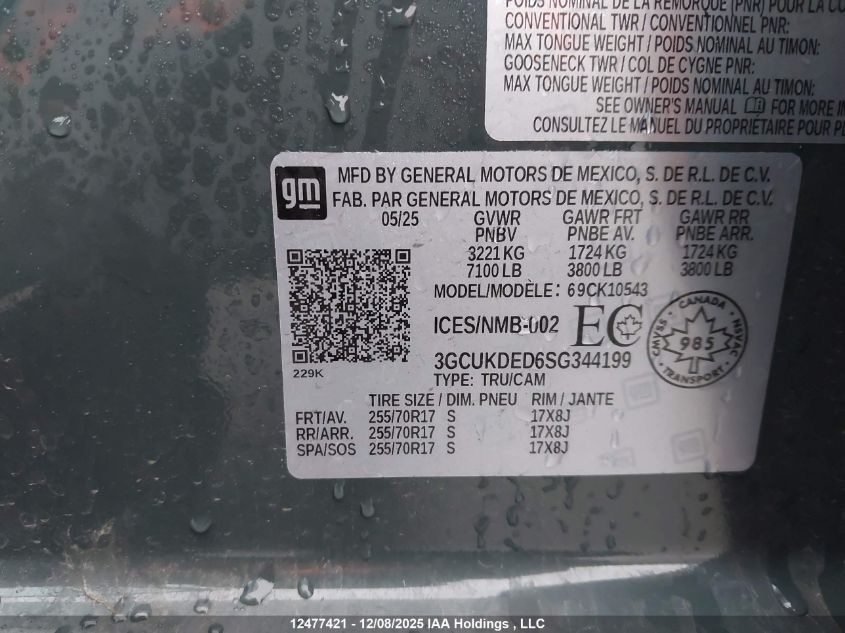 POIDS NOMINAL DE LA REMORQUE (PNR) POUR LA
CONVENTIONAL TWR / CONVENTIONNEL PNR:
MAX TONGUE WEIGHT / POIDS NOMINAL AU TIMON:
GOOSENECK TWR / COL DE CYGNE PNR:
MAX TONGUE WEIGHT / POIDS NOMINAL AU TIMON:
SEE OWNER'S MANUAL FOR MORE
CONSULTEZ LE MANUEL DU PROPRIÉTAIRE POUR
gm
MFD BY GENERAL MOTORS DE MEXICO, S. DE R.L. DE C.V.
FAB. PAR GENERAL MOTORS DE MEXICO, S. DE R.L. DE C.V.
05/25 GVWR GAWR FRT GAWR RR
PNBV PNBE AV. PNBE ARR.
3221 KG 1724 KG 1724 KG
7100 LB 3800 LB 3800 LB
MODEL/MODÈLE: 69CK10543
ICES/NMB-002 EC
CANADA
CMVSS 985 NSVAC
TRANSPORT
3GCUKDED6SG344199
229K
TYPE: TRU/CAM
TIRE SIZE / DIM. PNEU RIM / JANTE
FRT/AV. 255/70R17 S 17X8J
RR/ARR. 255/70R17 S 17X8J
SPA/SOS 255/70R17 S 17X8J
12477421 - 12/08/2025 IAA Holdings , LLC